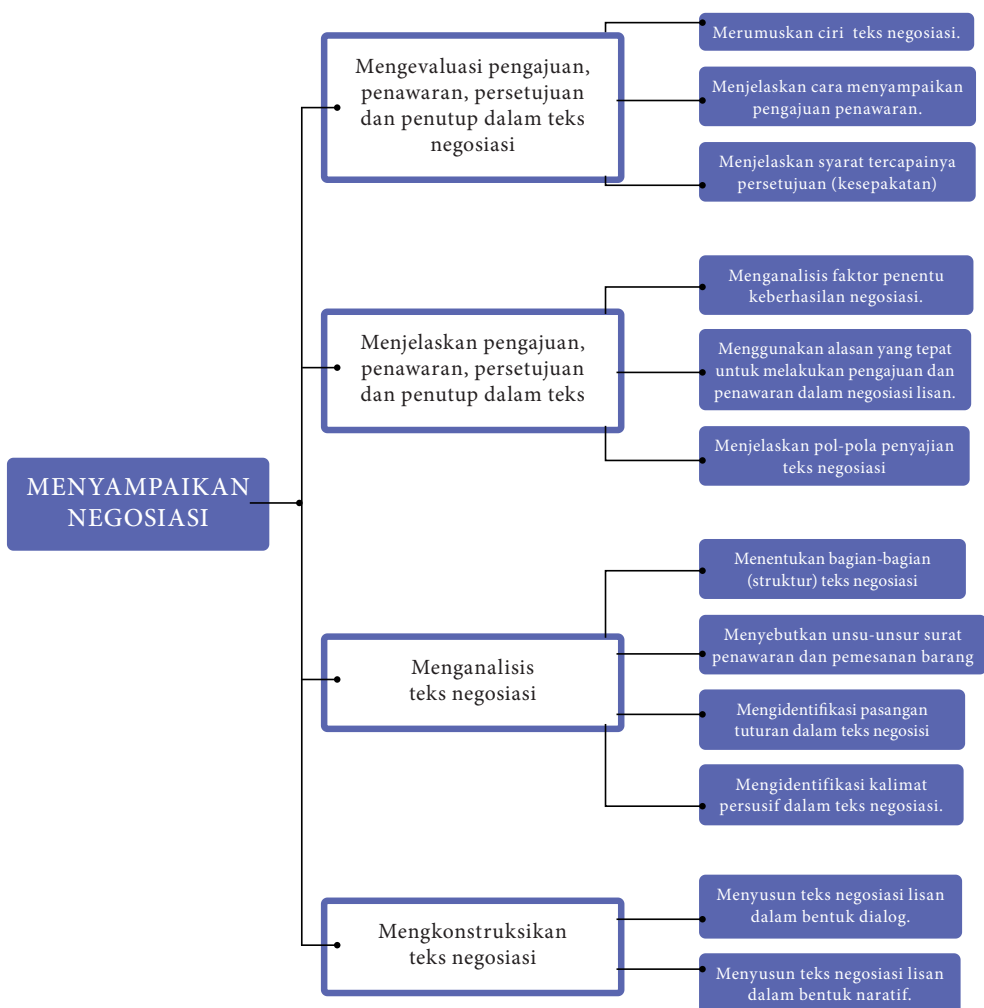 MENYAMPAIKAN
NEGOSIASI
Mengevaluasi pengajuan,
penawaran, persetujuan
dan penutup dalam teks
negosiasi
Merumuskan ciri teks negosiasi.
Menjelaskan cara menyampaikan
pengajuan penawaran.
Menjelaskan syarat tercapainya
persetujuan (kesepakatan)
Menjelaskan pengajuan,
penawaran, persetujuan
dan penutup dalam teks
Menganalisis faktor penentu
keberhasilan negosiasi.
Menggunakan alasan yang tepat
untuk melakukan pengajuan dan
penawaran dalam negosiasi lisan.
Menjelaskan pol-pola penyajian
teks negosiasi
Menganalisis
teks negosiasi
Menentukan bagian-bagian
(struktur) teks negosiasi
Menyebutkan unsu-unsur surat
penawaran dan pemesanan barang
Mengidentifikasi pasangan
tuturan dalam teks negosisi
Mengidentifikasi kalimat
persusif dalam teks negosiasi.
Mengkonstruksikan
teks negosiasi
Menyusun teks negosiasi lisan
dalam bentuk dialog.
Menyusun teks negosiasi lisan
dalam bentuk naratif.